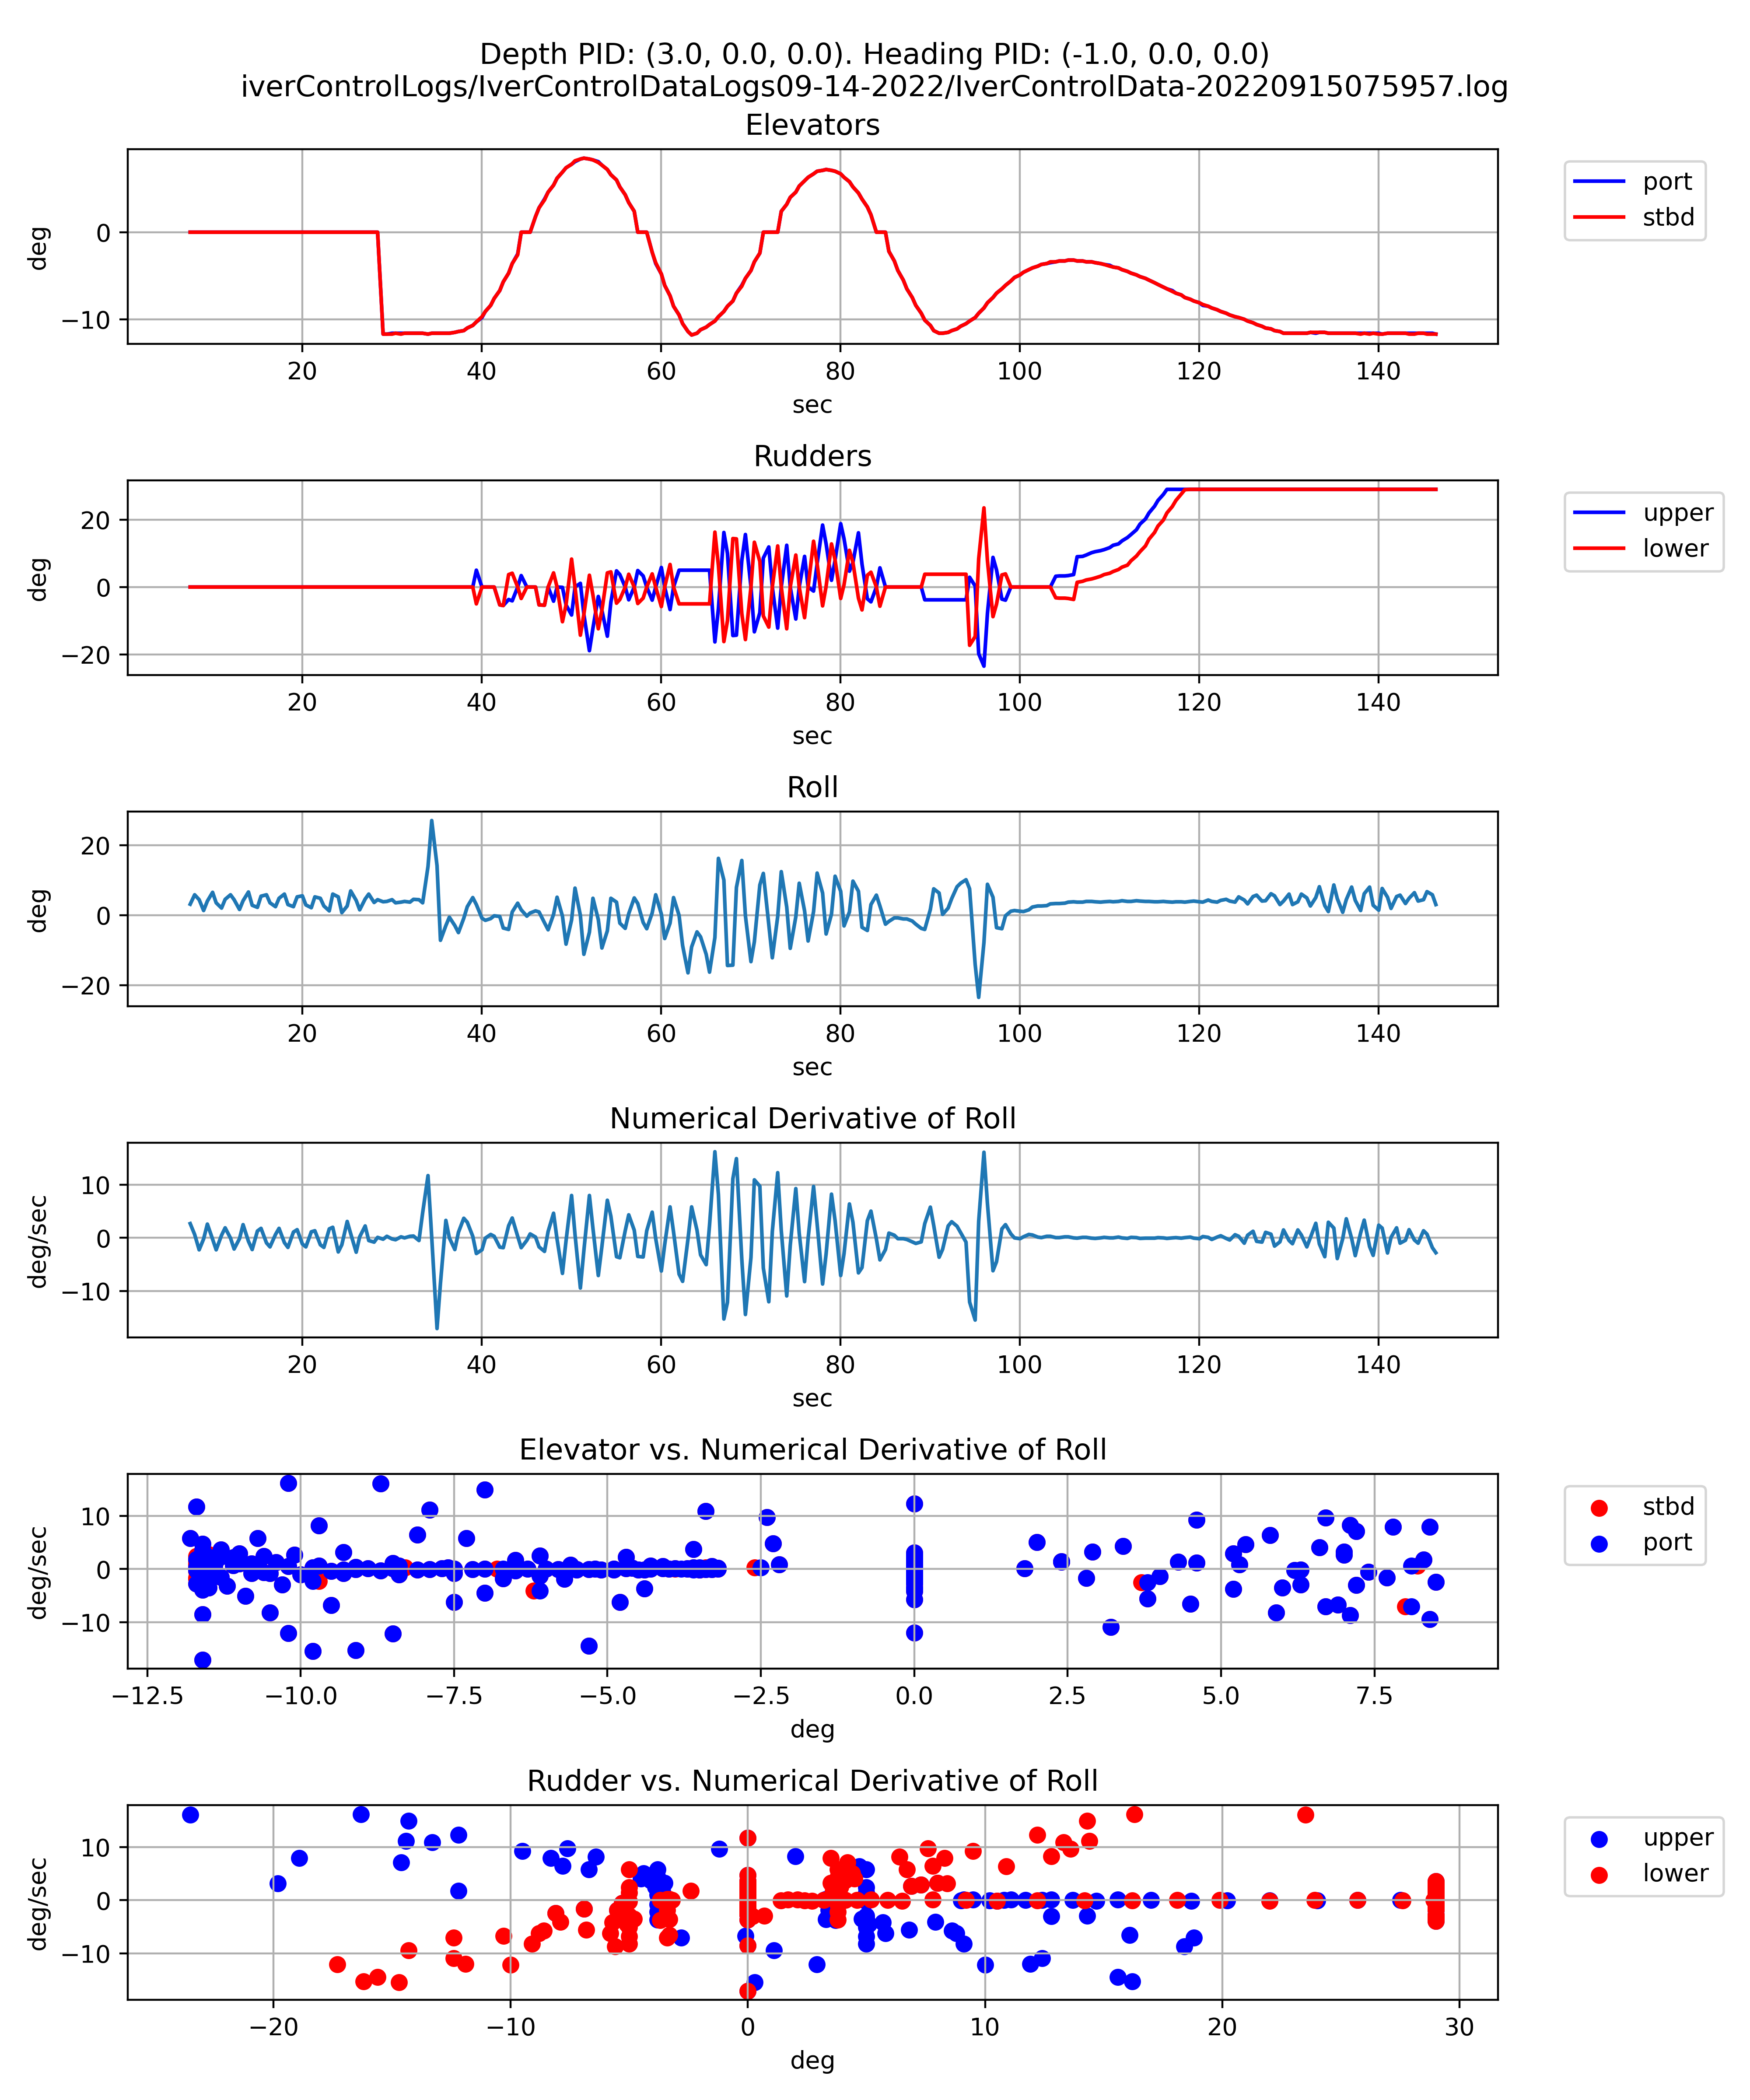 Depth PID: (3.0, 0.0, 0.0). Heading PID: (-1.0, 0.0, 0.0)
iverControlLogs/IverControlDataLogs09-14-2022/IverControlData-20220915075957.log
Elevators
0
−10
deg
20 40 60 80 100 120 140
sec
port
stbd
Rudders
20
0
−20
deg
20 40 60 80 100 120 140
sec
upper
lower
Roll
20
0
−20
deg
20 40 60 80 100 120 140
sec
Numerical Derivative of Roll
10
0
−10
deg/sec
20 40 60 80 100 120 140
sec
Elevator vs. Numerical Derivative of Roll
10
0
−10
deg/sec
−12.5 −10.0 −7.5 −5.0 −2.5 0.0 2.5 5.0 7.5
deg
stbd
port
Rudder vs. Numerical Derivative of Roll
10
0
−10
deg/sec
−20 −10 0 10 20 30
deg
upper
lower